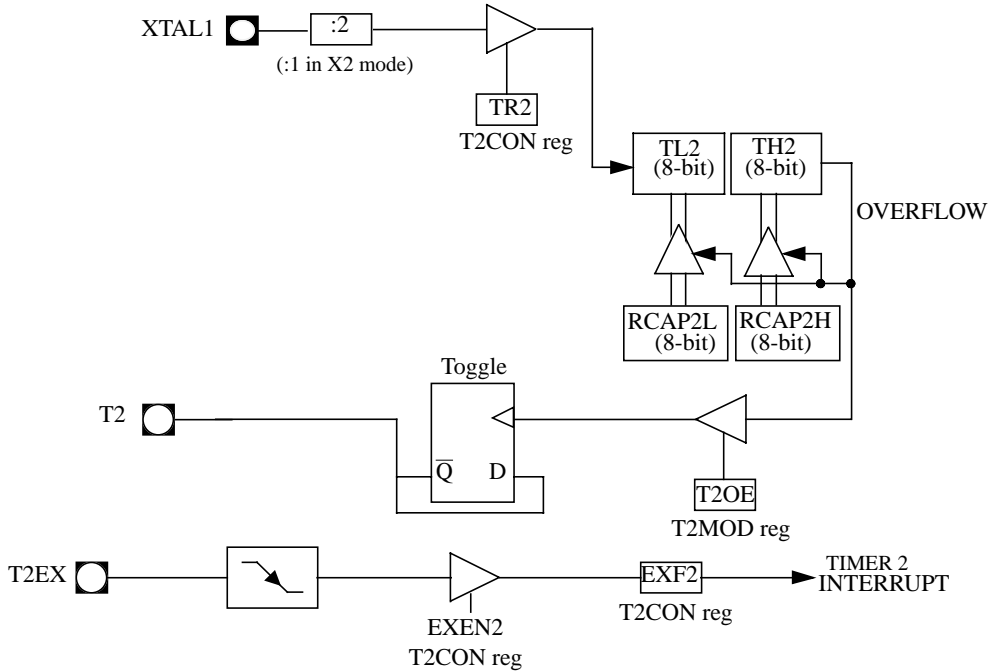 XTAL1
:2
(:1 in X2 mode)
TR2
T2CON reg
TL2
(8-bit)
TH2
(8-bit)
OVERFLOW
RCAP2L
(8-bit)
RCAP2H
(8-bit)
Toggle
T2
Q̅ D
T2OE
T2MOD reg
T2EX
EXEN2
T2CON reg
EXF2
T2CON reg
TIMER 2
INTERRUPT